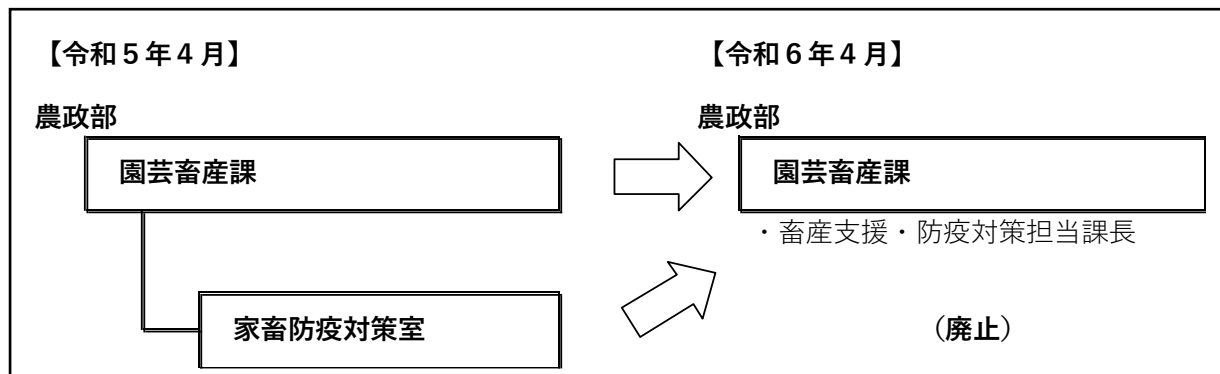 【令和５年４月】 【令和６年４月】
農政部 農政部
園芸畜産課 園芸畜産課
・畜産支援・防疫対策担当課長
家畜防疫対策室 （廃止）